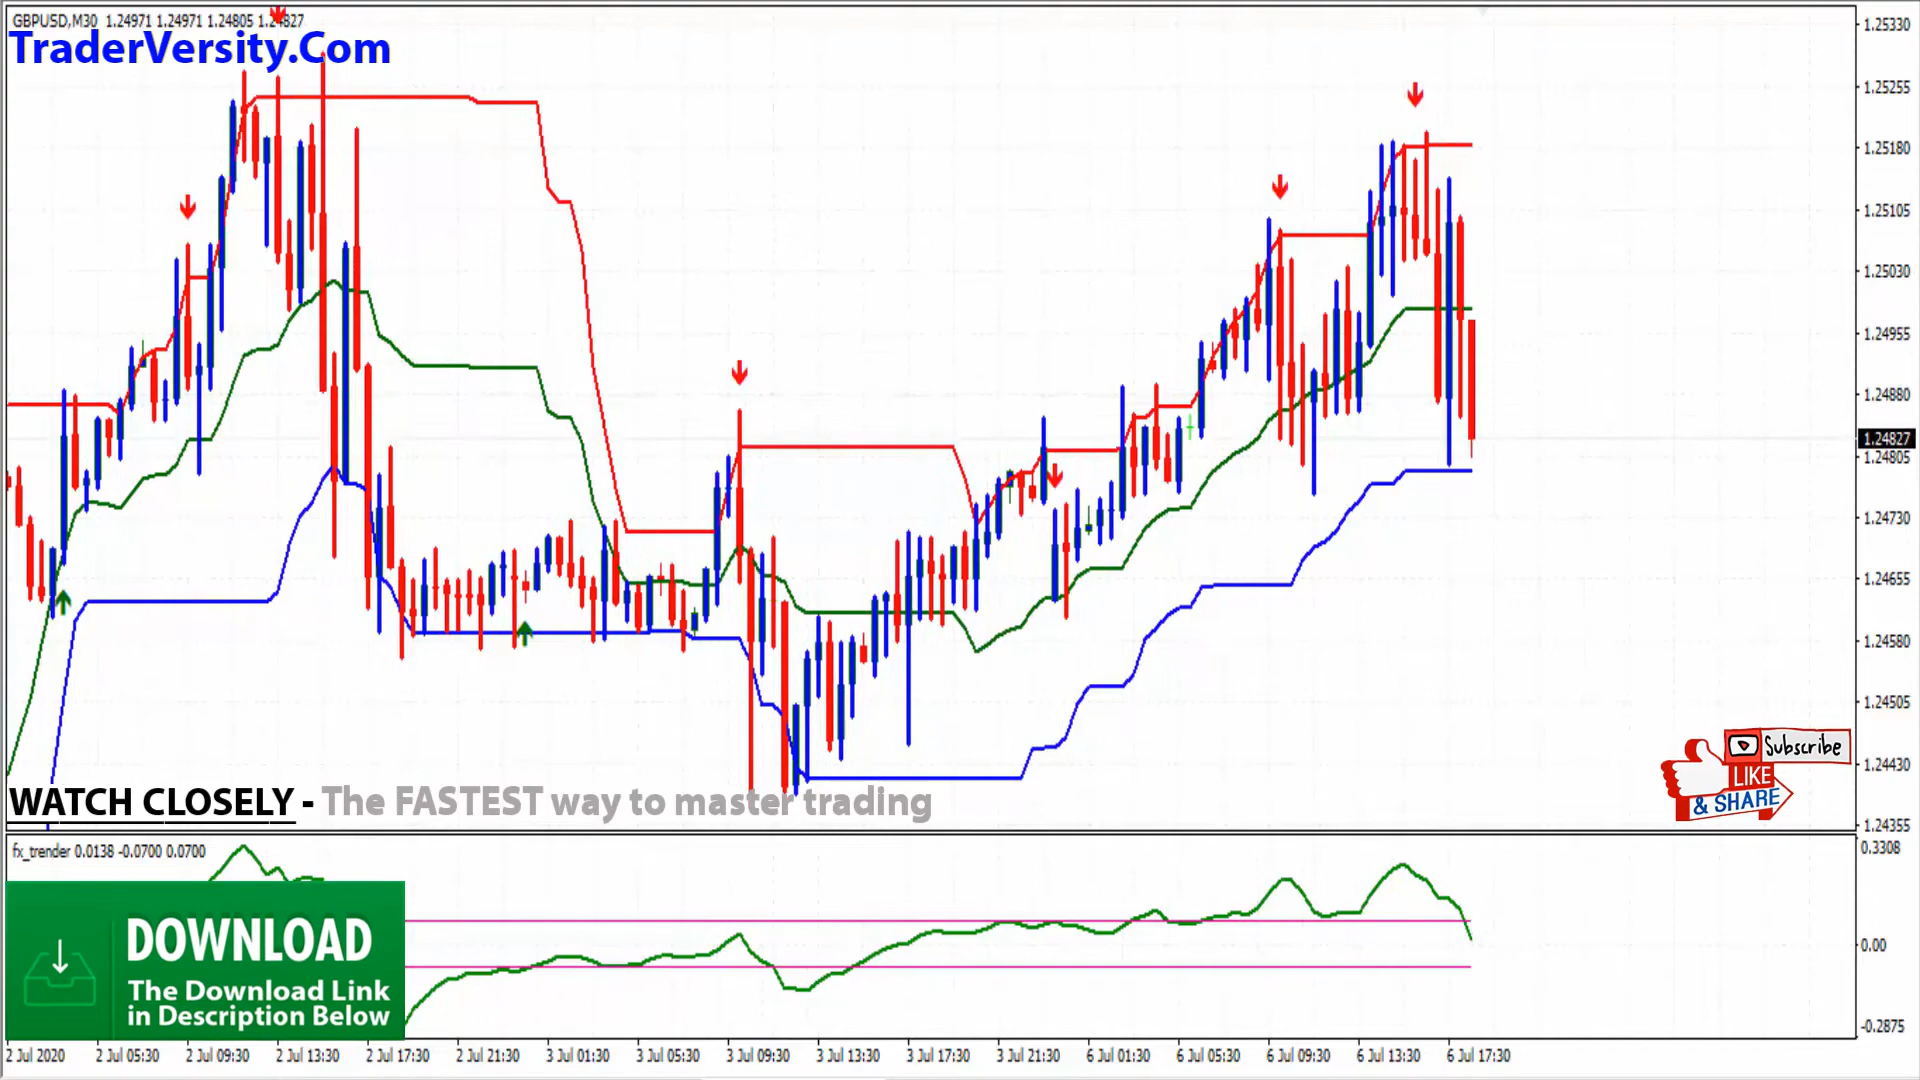 GBPUSD,M30 1.24971 1.24971 1.24805 1.24827
TraderVersity.Com
1.25330
1.25255
1.25180
1.25105
1.25030
1.24955
1.24880
1.24827
1.24805
1.24730
1.24655
1.24580
1.24505
1.24430
1.24355
Subscribe
LIKE
& SHARE
WATCH CLOSELY - The FASTEST way to master trading
fx_trender 0.0138 -0.0700 0.0700
0.3308
0.00
-0.2875
DOWNLOAD
The Download Link
in Description Below
2 Jul 2020 2 Jul 05:30 2 Jul 09:30 2 Jul 13:30 2 Jul 17:30 2 Jul 21:30 3 Jul 01:30 3 Jul 05:30 3 Jul 09:30 3 Jul 13:30 3 Jul 17:30 3 Jul 21:30 6 Jul 01:30 6 Jul 05:30 6 Jul 09:30 6 Jul 13:30 6 Jul 17:30